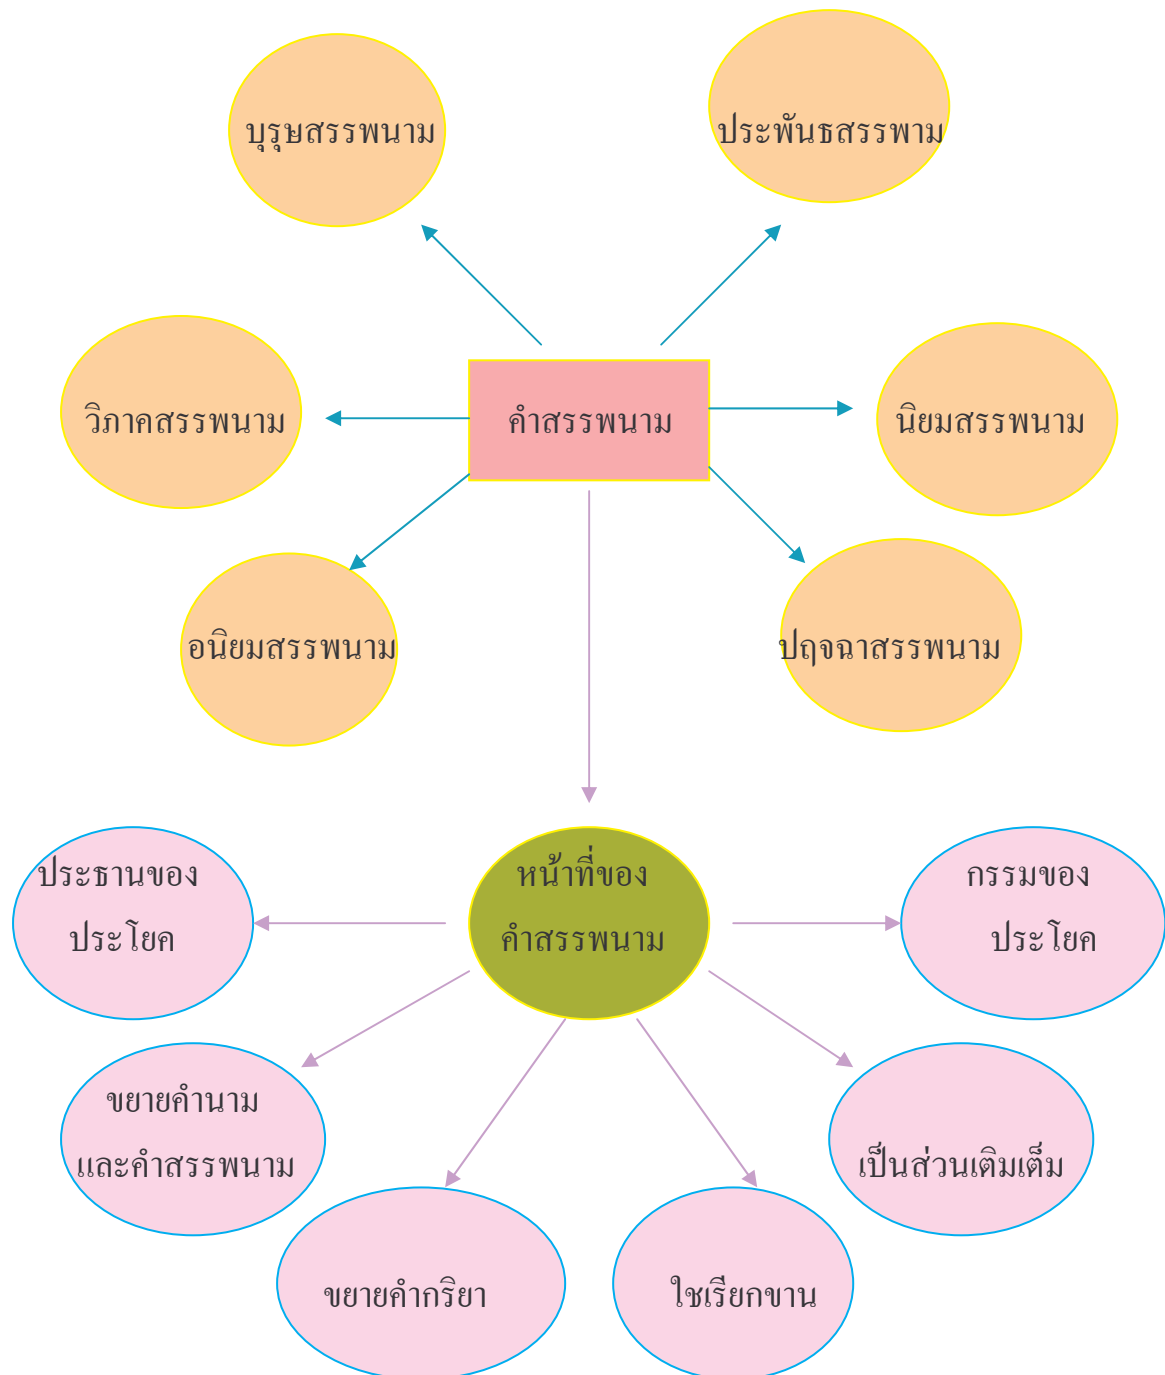 บุรุษสรรพนาม
ประพันธสรรพาม
วิภาคสรรพนาม
คำสรรพนาม
นิยมสรรพนาม
อนิยมสรรพนาม
ปฤจฉาสรรพนาม
ประธานของ
ประโยค
หน้าที่ของ
คำสรรพนาม
กรรมของ
ประโยค
ขยายคำนาม
และคำสรรพนาม
เป็นส่วนเติมเต็ม
ขยายคำกริยา
ใชเรียกขาน